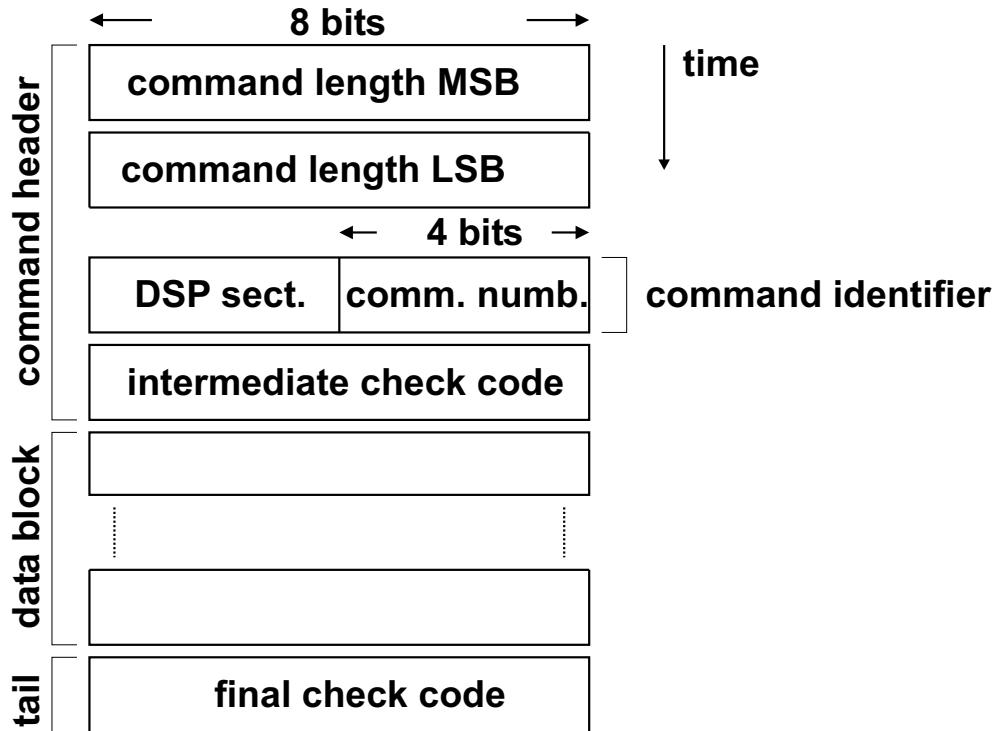 8 bits
command length MSB
time
command length LSB
4 bits
DSP sect.
comm. numb.
command identifier
intermediate check code
command header
data block
final check code
tail